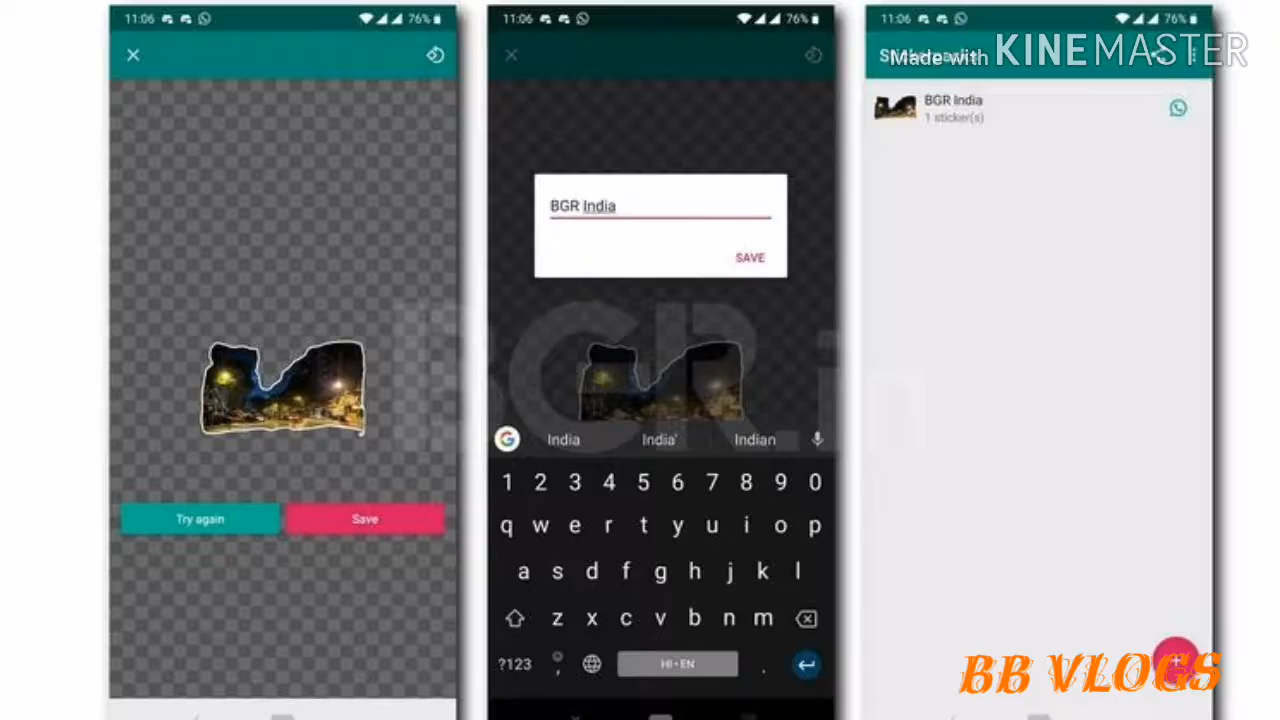 11:06 76%
Try again
Save
11:06 76%
BGR India
SAVE
India India' Indian
1 2 3 4 5 6 7 8 9 0
q w e r t y u i o p
a s d f g h j k l
z x c v b n m
?123 , HI • EN .
11:06 76%
Made with KINEMASTER
BGR India
1 sticker(s)
BGR.in
BB VLOGS